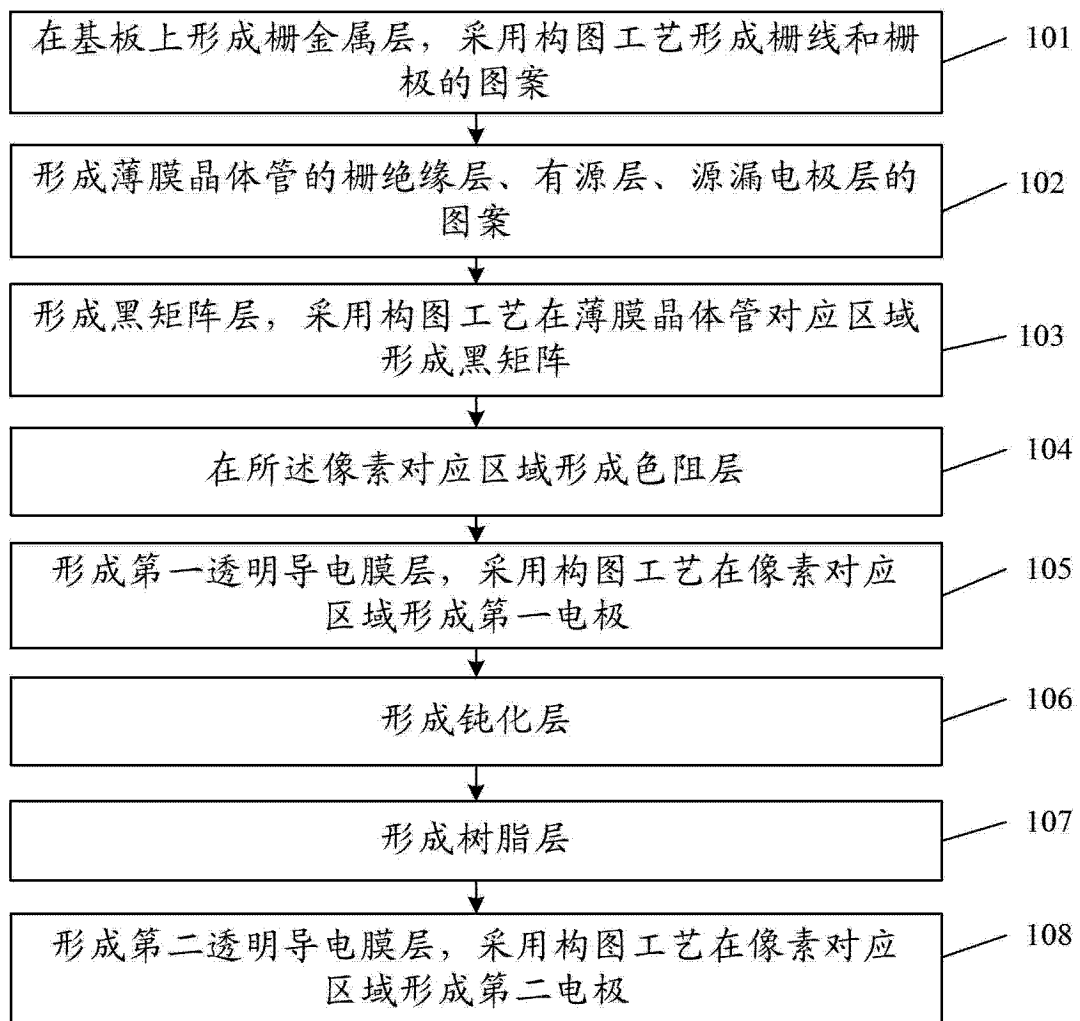 在基板上形成栅金属层，采用构图工艺形成栅线和栅
极的图案
101
形成薄膜晶体管的栅绝缘层、有源层、源漏电极层的
图案
102
形成黑矩阵层，采用构图工艺在薄膜晶体管对应区域
形成黑矩阵
103
在所述像素对应区域形成色阻层
104
形成第一透明导电膜层，采用构图工艺在像素对应
区域形成第一电极
105
形成钝化层
106
形成树脂层
107
形成第二透明导电膜层，采用构图工艺在像素对应
区域形成第二电极
108